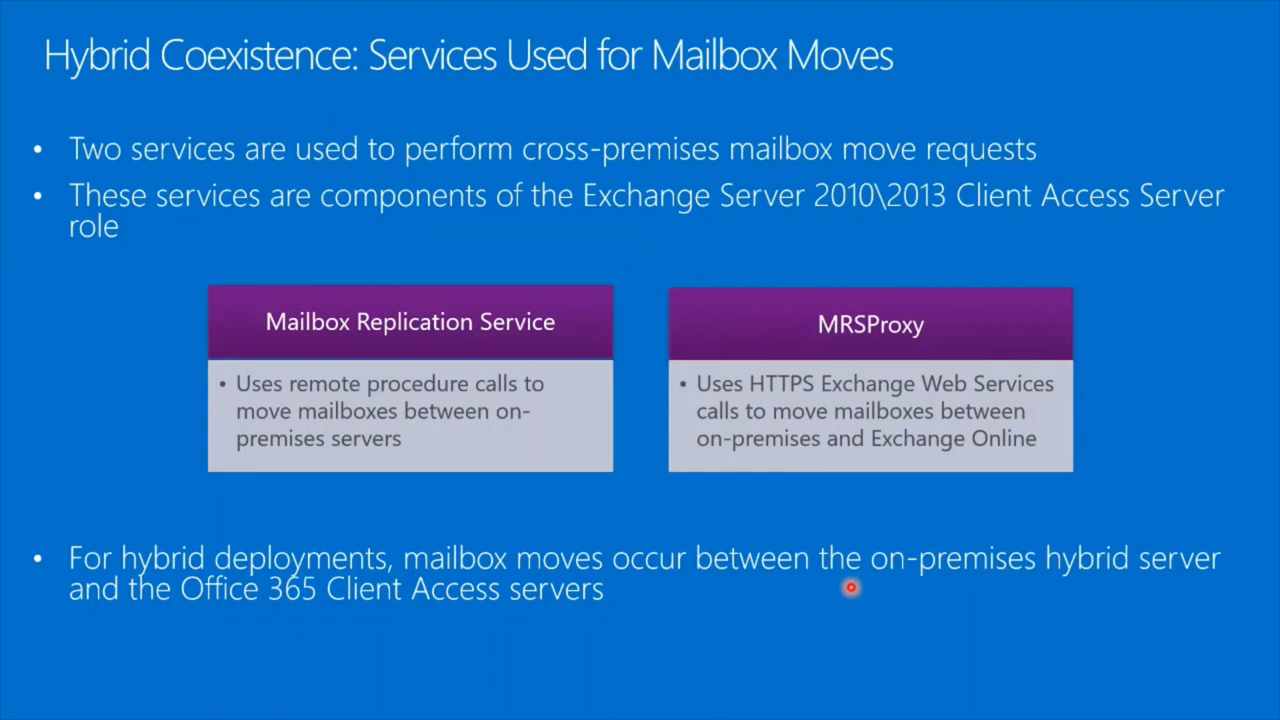 Hybrid Coexistence: Services Used for Mailbox Moves
• Two services are used to perform cross-premises mailbox move requests
• These services are components of the Exchange Server 2010\2013 Client Access Server
role
Mailbox Replication Service
• Uses remote procedure calls to
move mailboxes between on-
premises servers
MRSProxy
• Uses HTTPS Exchange Web Services
calls to move mailboxes between
on-premises and Exchange Online
• For hybrid deployments, mailbox moves occur between the on-premises hybrid server
and the Office 365 Client Access servers